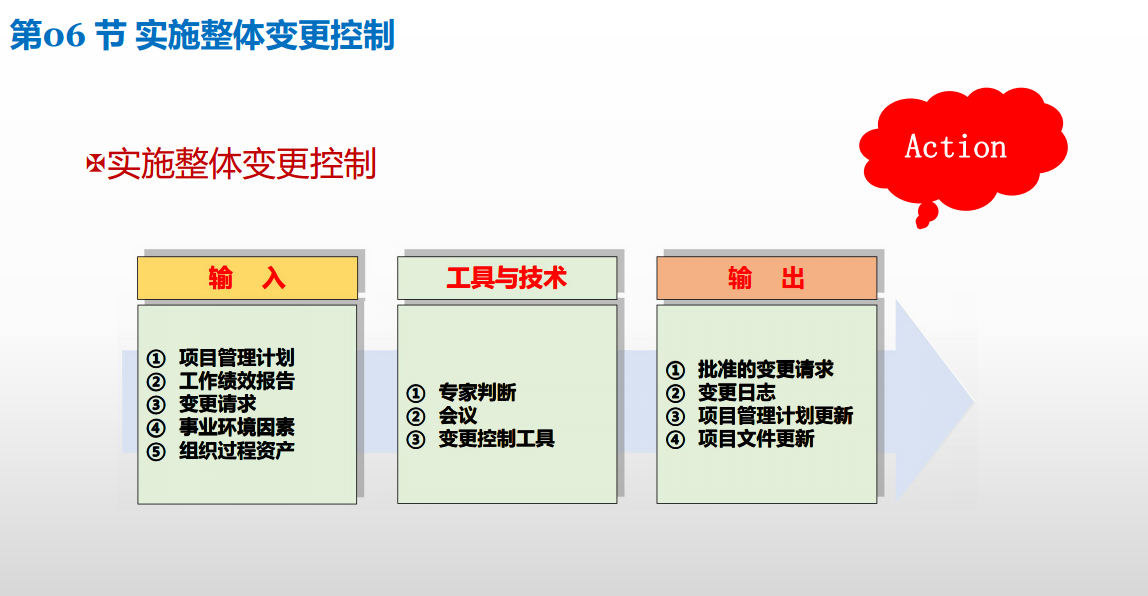 第06 节 实施整体变更控制
Action
✠实施整体变更控制
输 入
① 项目管理计划
② 工作绩效报告
③ 变更请求
④ 事业环境因素
⑤ 组织过程资产
工具与技术
① 专家判断
② 会议
③ 变更控制工具
输 出
① 批准的变更请求
② 变更日志
③ 项目管理计划更新
④ 项目文件更新